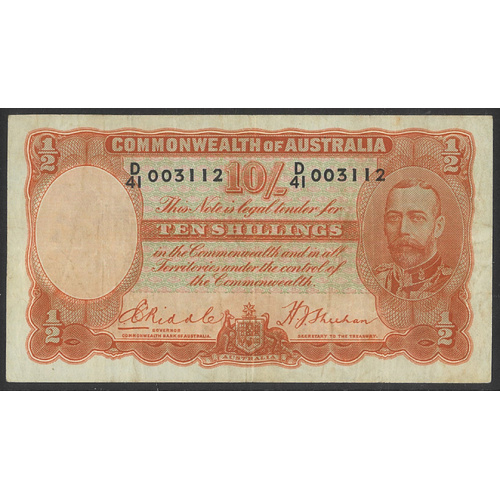 1/2
COMMONWEALTH OF AUSTRALIA
1/2
D/41 003112 10/- D/41 003112
This Note is legal tender for
TEN SHILLINGS
in the Commonwealth and in all
Territories under the control of
the Commonwealth.
1/2
E C Riddle
H J Sheehan
1/2
GOVERNOR
COMMONWEALTH BANK OF AUSTRALIA.
SECRETARY TO THE TREASURY.
AUSTRALIA